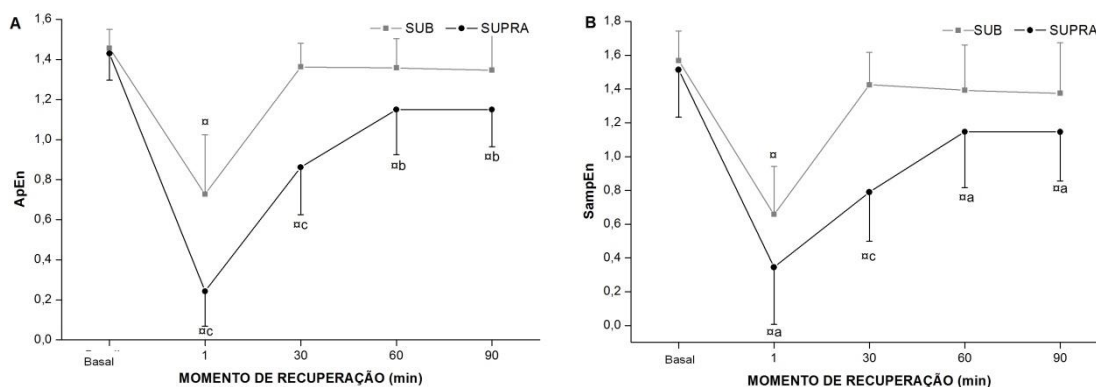 A
SUB SUPRA
1,6
1,4
1,2
1,0
0,8
0,6
0,4
0,2
0,0
ApEn
¤
¤c
¤c
¤b
¤b
Basal 1 30 60 90
MOMENTO DE RECUPERAÇÃO (min)
B
SUB SUPRA
1,8
1,6
1,4
1,2
1,0
0,8
0,6
0,4
0,2
0,0
SampEn
¤
¤a
¤c
¤a
¤a
Basal 1 30 60 90
MOMENTO DE RECUPERAÇÃO (min)